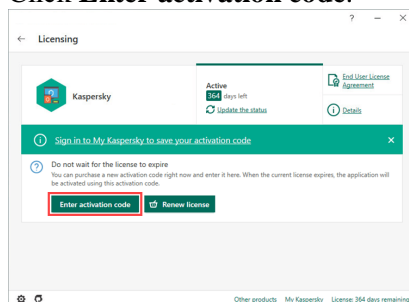 Click Enter activation code.
? — ×
← Licensing
Kaspersky
Active
364 days left
Update the status
End User License
Agreement
Details
Sign in to My Kaspersky to save your activation code ×
Do not wait for the license to expire
You can purchase a new activation code right now and enter it here. When the current license expires, the application will
be activated using this activation code.
Enter activation code
Renew license
Other products My Kaspersky License: 364 days remaining